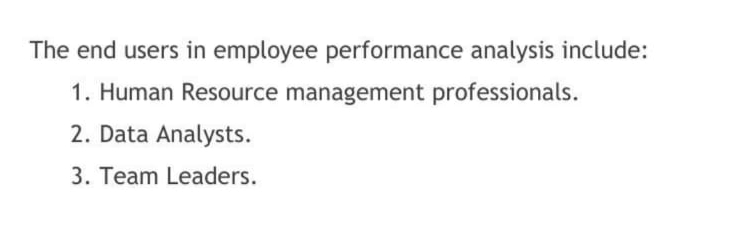 The end users in employee performance analysis include:
1. Human Resource management professionals.
2. Data Analysts.
3. Team Leaders.